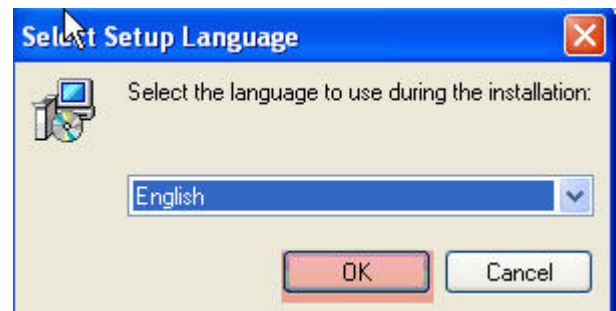 Select Setup Language
Select the language to use during the installation:
English
OK
Cancel